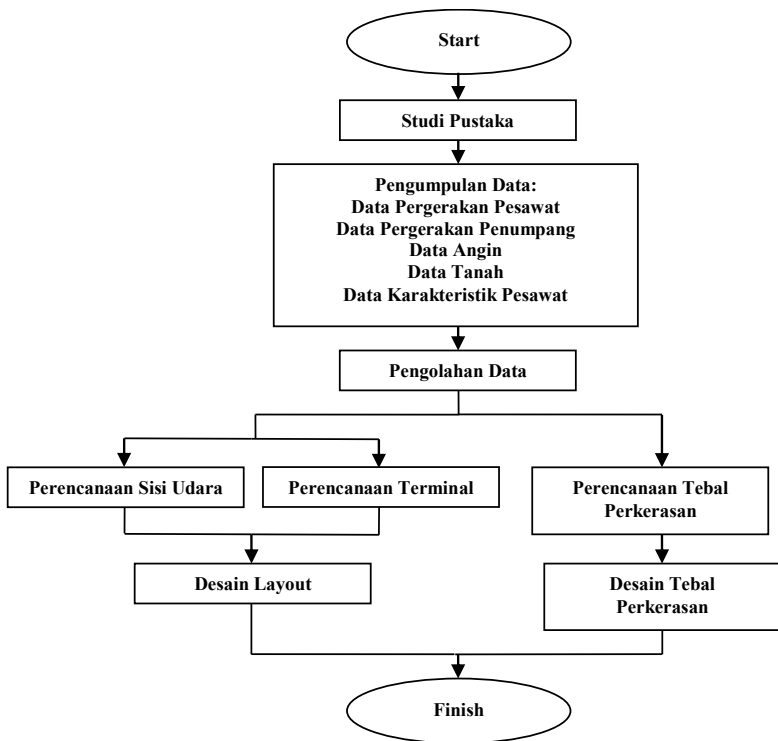 Start
Studi Pustaka
Pengumpulan Data:
Data Pergerakan Pesawat
Data Pergerakan Penumpang
Data Angin
Data Tanah
Data Karakteristik Pesawat
Pengolahan Data
Perencanaan Sisi Udara
Perencanaan Terminal
Perencanaan Tebal
Perkerasan
Desain Layout
Desain Tebal
Perkerasan
Finish